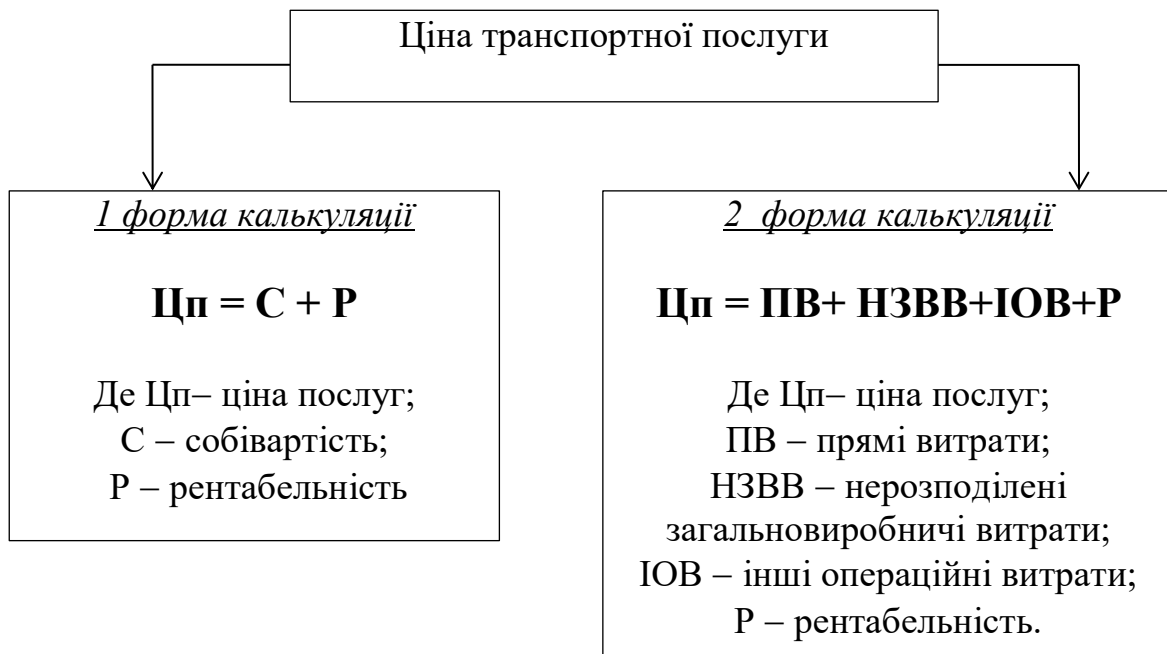 Ціна транспортної послуги
1 форма калькуляції
Цп = С + Р
Де Цп– ціна послуг;
С – собівартість;
Р – рентабельність
2 форма калькуляції
Цп = ПВ+ НЗВВ+ІОВ+Р
Де Цп– ціна послуг;
ПВ – прямі витрати;
НЗВВ – нерозподілені
загальновиробничі витрати;
ІОВ – інші операційні витрати;
Р – рентабельність.